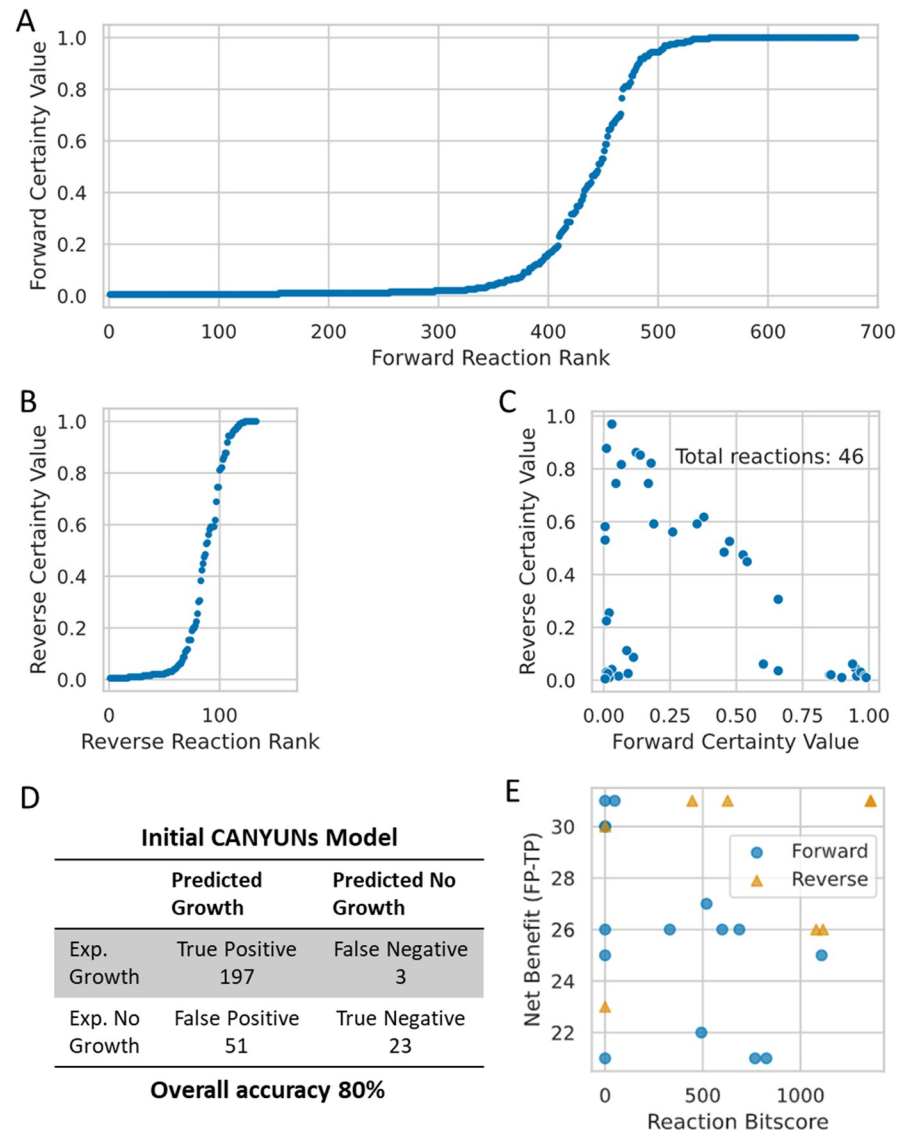 A
Forward Certainty Value
1.0
0.8
0.6
0.4
0.2
0.0
0 100 200 300 400 500 600 700
Forward Reaction Rank
B
Reverse Certainty Value
1.0
0.8
0.6
0.4
0.2
0.0
0 100
Reverse Reaction Rank
C
Reverse Certainty Value
1.0
0.8
0.6
0.4
0.2
0.0
Total reactions: 46
0.00 0.25 0.50 0.75 1.00
Forward Certainty Value
D
Initial CANYUNs Model
Predicted Growth
Predicted No Growth
Exp. Growth
True Positive 197
False Negative 3
Exp. No Growth
False Positive 51
True Negative 23
Overall accuracy 80%
E
Net Benefit (FP-TP)
30
28
26
24
22
Forward
Reverse
0 500 1000
Reaction Bitscore